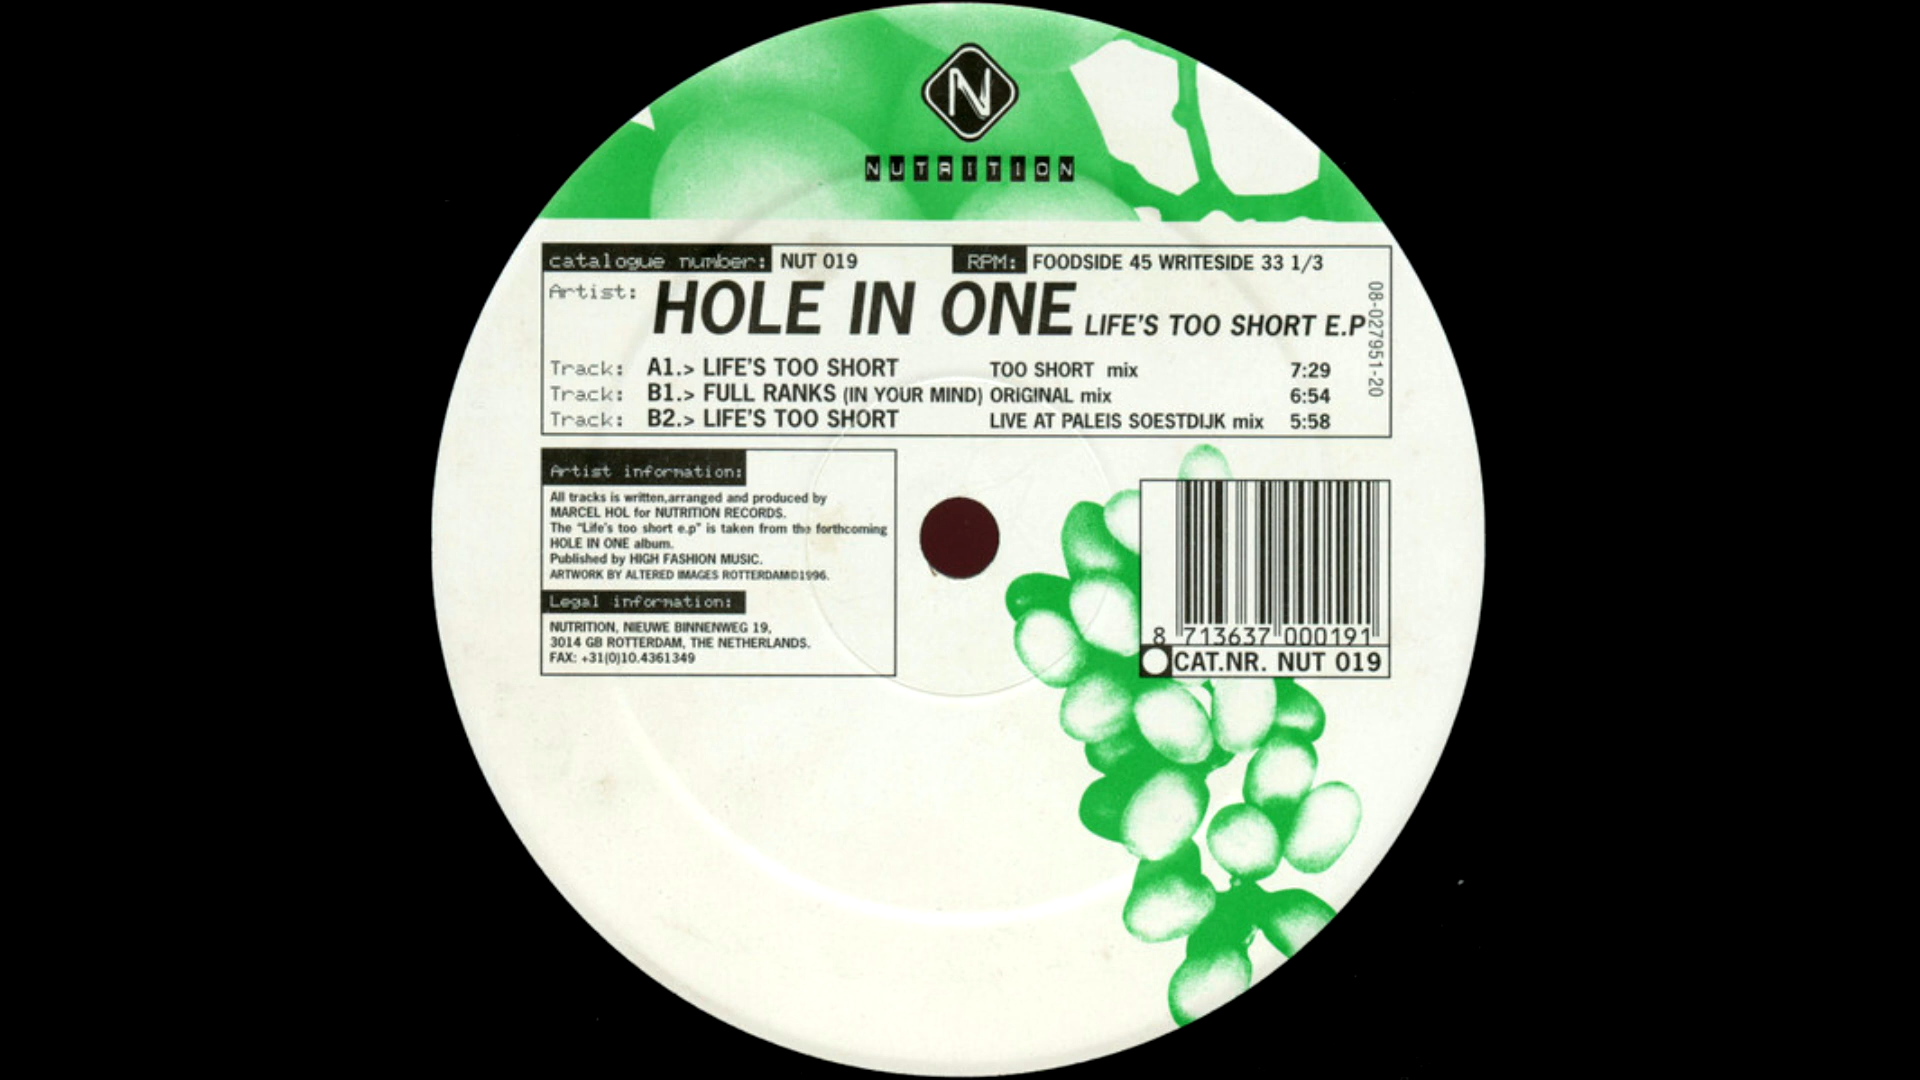 N
NUTRITION
catalogue number: NUT 019 RPM: FOODSIDE 45 WRITESIDE 33 1/3
Artist: HOLE IN ONE LIFE'S TOO SHORT E.P
08-027951-20
Track: A1.> LIFE'S TOO SHORT TOO SHORT mix 7:29
Track: B1.> FULL RANKS (IN YOUR MIND) ORIGINAL mix 6:54
Track: B2.> LIFE'S TOO SHORT LIVE AT PALEIS SOESTDIJK mix 5:58
Artist information:
All tracks is written,arranged and produced by
MARCEL HOL for NUTRITION RECORDS.
The "Life's too short e.p" is taken from the forthcoming
HOLE IN ONE album.
Published by HIGH FASHION MUSIC.
ARTWORK BY ALTERED IMAGES ROTTERDAM©1996.
Legal information:
NUTRITION, NIEUWE BINNENWEG 19,
3014 GB ROTTERDAM, THE NETHERLANDS.
FAX: +31(0)10.4361349
8 713637 000191
CAT.NR. NUT 019